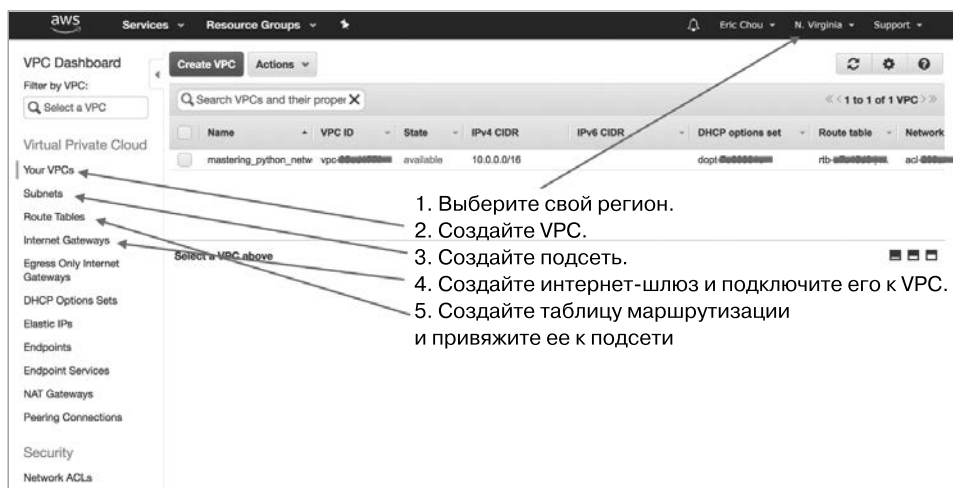 aws Services Resource Groups Eric Chou N. Virginia Support
VPC Dashboard
Filter by VPC:
Select a VPC
Virtual Private Cloud
Your VPCs
Subnets
Route Tables
Internet Gateways
Egress Only Internet
Gateways
DHCP Options Sets
Elastic IPs
Endpoints
Endpoint Services
NAT Gateways
Peering Connections
Security
Network ACLs
Create VPC Actions
Search VPCs and their proper
1 to 1 of 1 VPC
Name VPC ID State IPv4 CIDR IPv6 CIDR DHCP options set Route table Network
mastering_python_netw vpc- available 10.0.0.0/16 dopt- rtb- acl-
Select a VPC above
1. Выберите свой регион.
2. Создайте VPC.
3. Создайте подсеть.
4. Создайте интернет-шлюз и подключите его к VPC.
5. Создайте таблицу маршрутизации
и привяжите ее к подсети